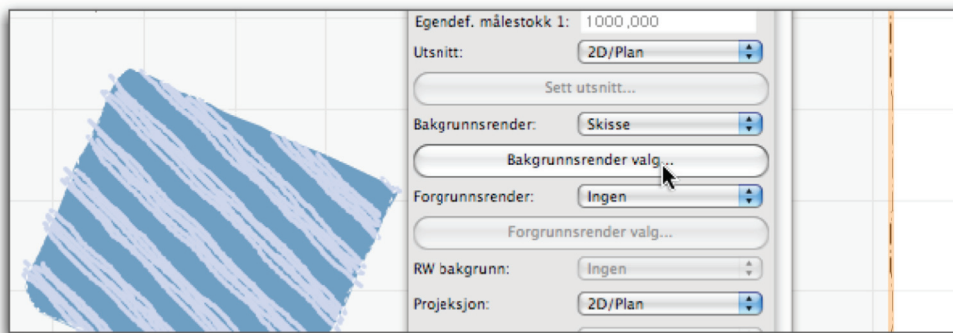 Egendef. målestokk 1: 1000,000
Utsnitt: 2D/Plan
Sett utsnitt...
Bakgrunnsrender: Skisse
Bakgrunnsrender valg...
Forgrunnsrender: Ingen
Forgrunnsrender valg...
RW bakgrunn: Ingen
Projeksjon: 2D/Plan